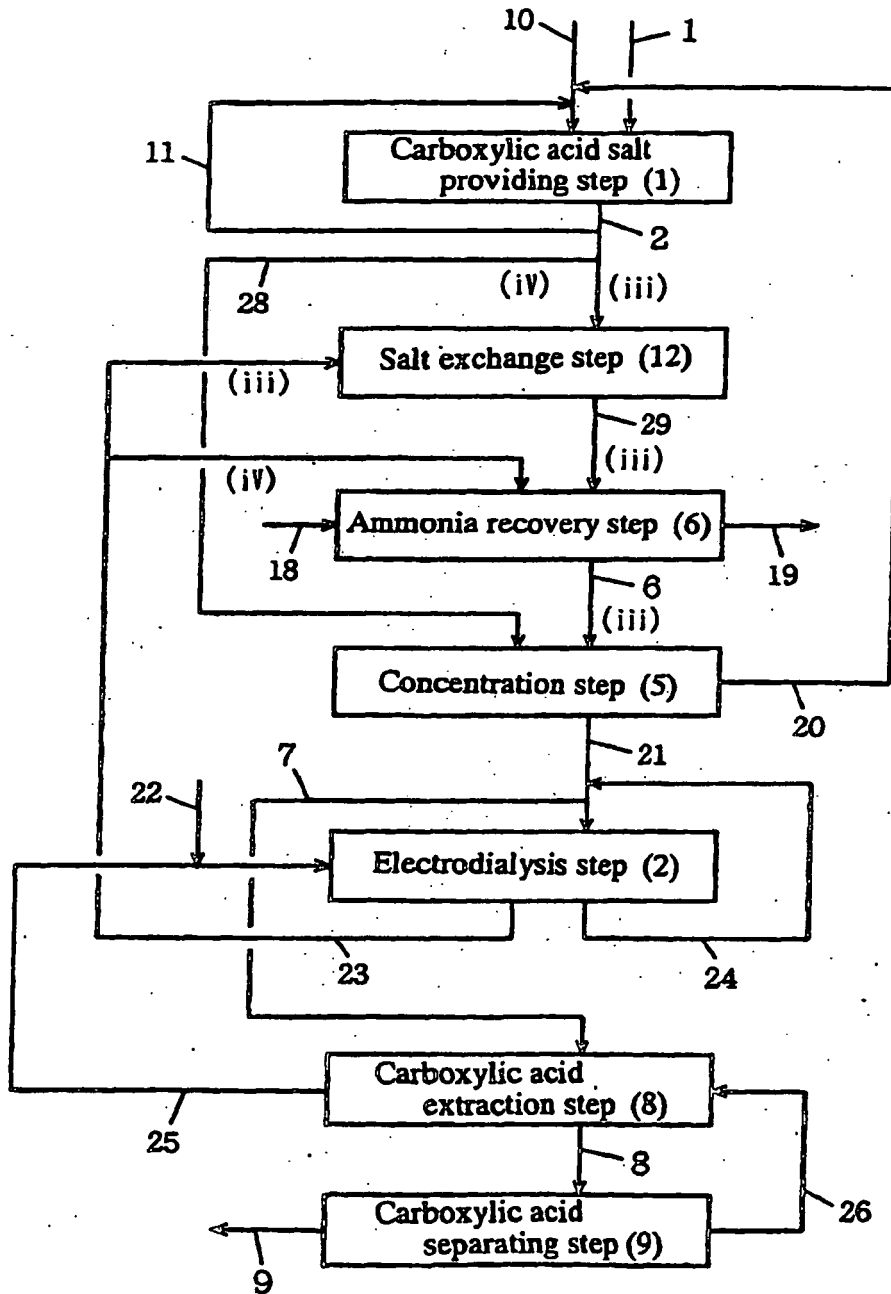 10
1
11
Carboxylic acid salt
providing step (1)
2
28
(iV)
(iii)
Salt exchange step (12)
(iii)
29
(iii)
(iV)
Ammonia recovery step (6)
18
19
6
(iii)
Concentration step (5)
20
21
7
22
Electrodialysis step (2)
23
24
Carboxylic acid
extraction step (8)
25
8
26
Carboxylic acid
separating step (9)
9